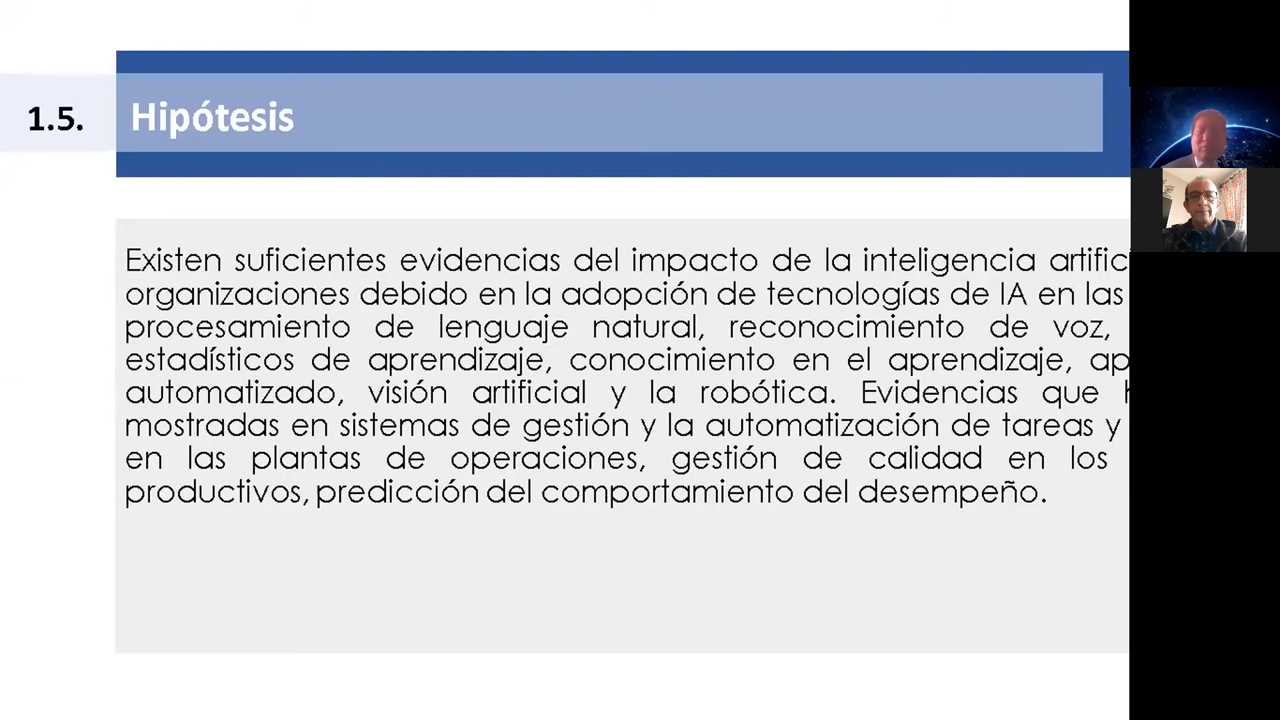 1.5.
Hipótesis
Existen suficientes evidencias del impacto de la inteligencia
organizaciones debido en la adopción de tecnologías de IA en las
procesamiento de lenguaje natural, reconocimiento de voz,
estadísticos de aprendizaje, conocimiento en el aprendizaje,
automatizado, visión artificial y la robótica. Evidencias que
mostradas en sistemas de gestión y la automatización de tareas y
en las plantas de operaciones, gestión de calidad en los
productivos, predicción del comportamiento del desempeño.